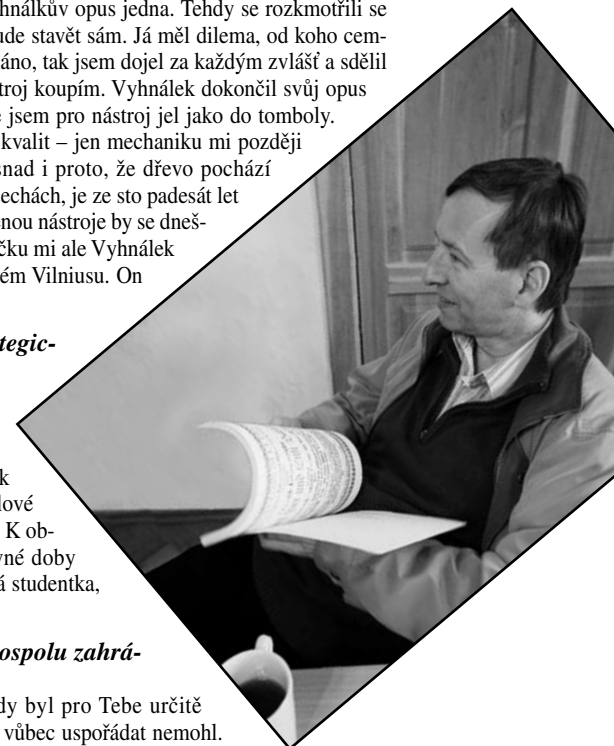 hnálkův opus jedna. Tehdy se rozkmotřili se
ude stavět sám. Já měl dilema, od koho cem-
áno, tak jsem dojel za každým zvlášť a sdělil
troj koupím. Vyhnálek dokončil svůj opus
e jsem pro nástroj jel jako do tomboly.
kvalit – jen mechaniku mi později
snad i proto, že dřevo pochází
echách, je ze sto padesát let
enou nástroje by se dneš-
čku mi ale Vyhnálek
ém Vilniusu. On
tegic-
k
lové
K ob-
né doby
á studentka,
ospolu zahrá-
dy byl pro Tebe určitě
vůbec uspořádat nemohl.